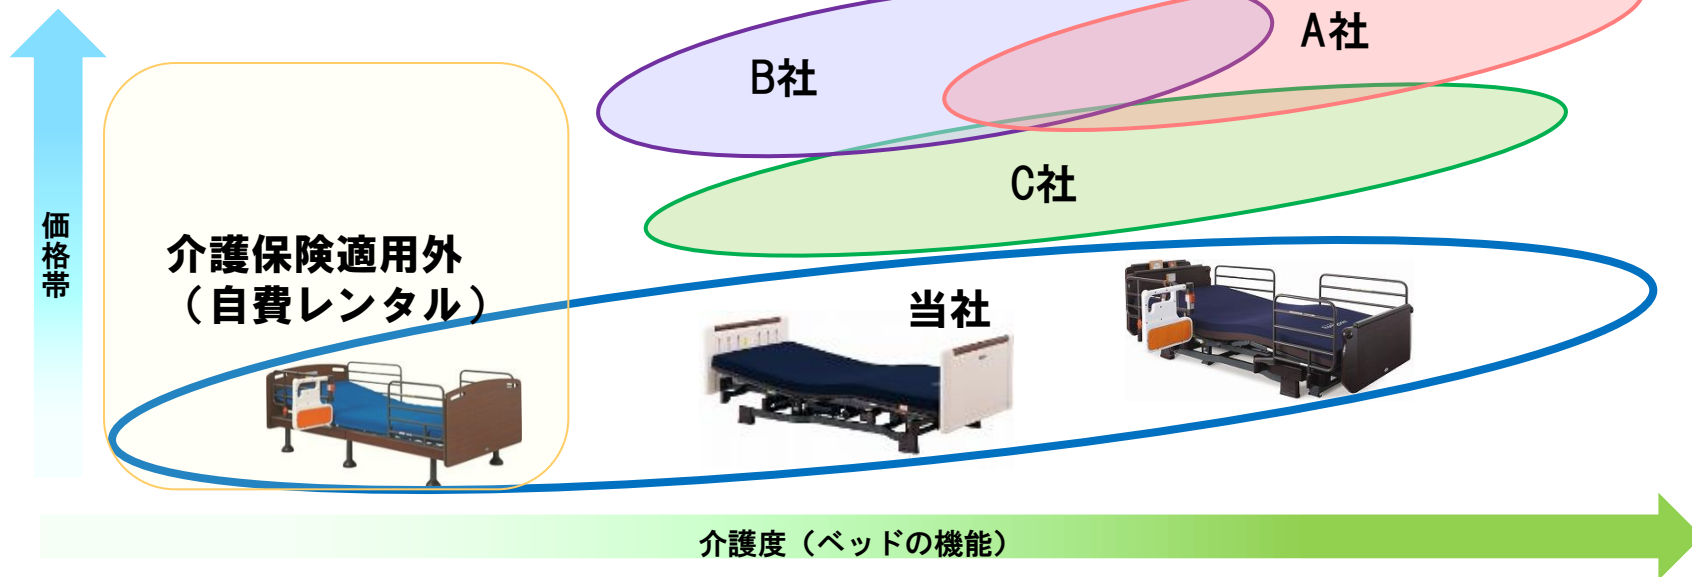 A社
B社
C社
価格帯
介護保険適用外
（自費レンタル）
当社
介護度（ベッドの機能）